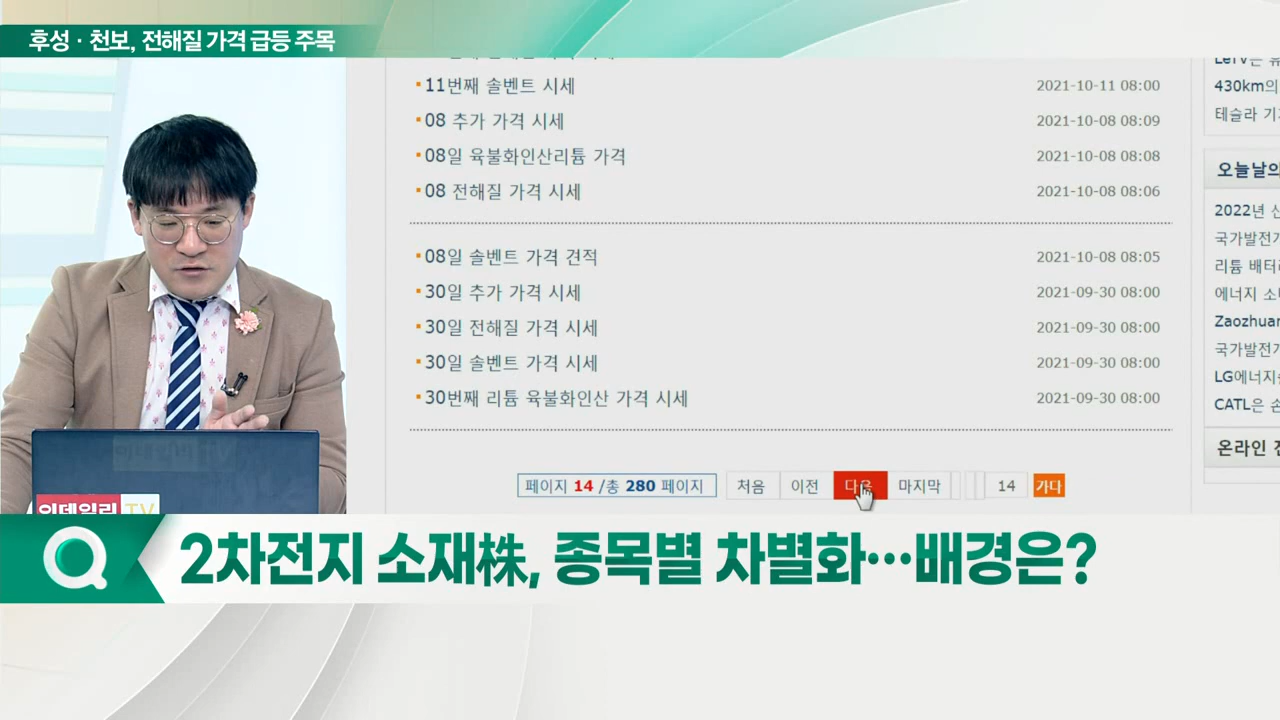 후성 · 천보, 전해질 가격 급등 주목
11번째 솔벤트 시세 2021-10-11 08:00
08 추가 가격 시세 2021-10-08 08:09
08일 육불화인산리튬 가격 2021-10-08 08:08
08 전해질 가격 시세 2021-10-08 08:06
08일 솔벤트 가격 견적 2021-10-08 08:05
30일 추가 가격 시세 2021-09-30 08:00
30일 전해질 가격 시세 2021-09-30 08:00
30일 솔벤트 가격 시세 2021-09-30 08:00
30번째 리튬 육불화인산 가격 시세 2021-09-30 08:00
페이지 14 /총 280 페이지 처음 이전 다음 마지막 14 가다
430km의
테슬라 기
오늘날의
2022년 신
국가발전기
리튬 배터리
에너지 소
Zaozhuan
국가발전기
LG에너지
CATL은 손
온라인
이데일리 TV
2차전지 소재株, 종목별 차별화…배경은?